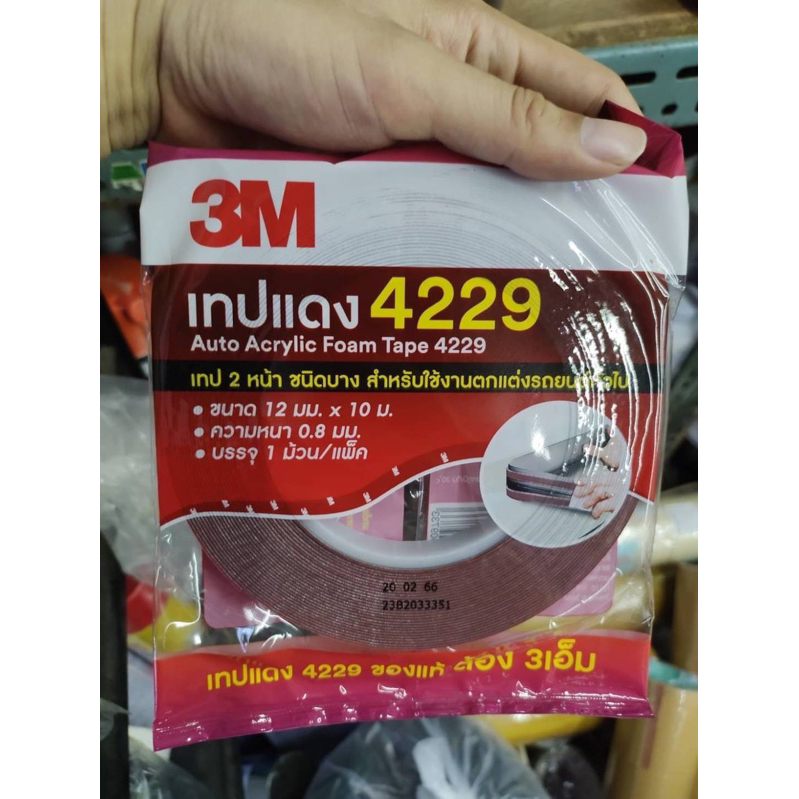 3M
เทปแดง 4229
Auto Acrylic Foam Tape 4229
เทป 2 หน้า ชนิดบาง สำหรับใช้งานตกแต่งรถยนต์ทั่วไป
• ขนาด 12 มม. x 10 ม.
• ความหนา 0.8 มม.
• บรรจุ 1 ม้วน/แพ็ค
20 02 66
23B2033351
เทปแดง 4229 ของแท้ ต้อง 3เอ็ม